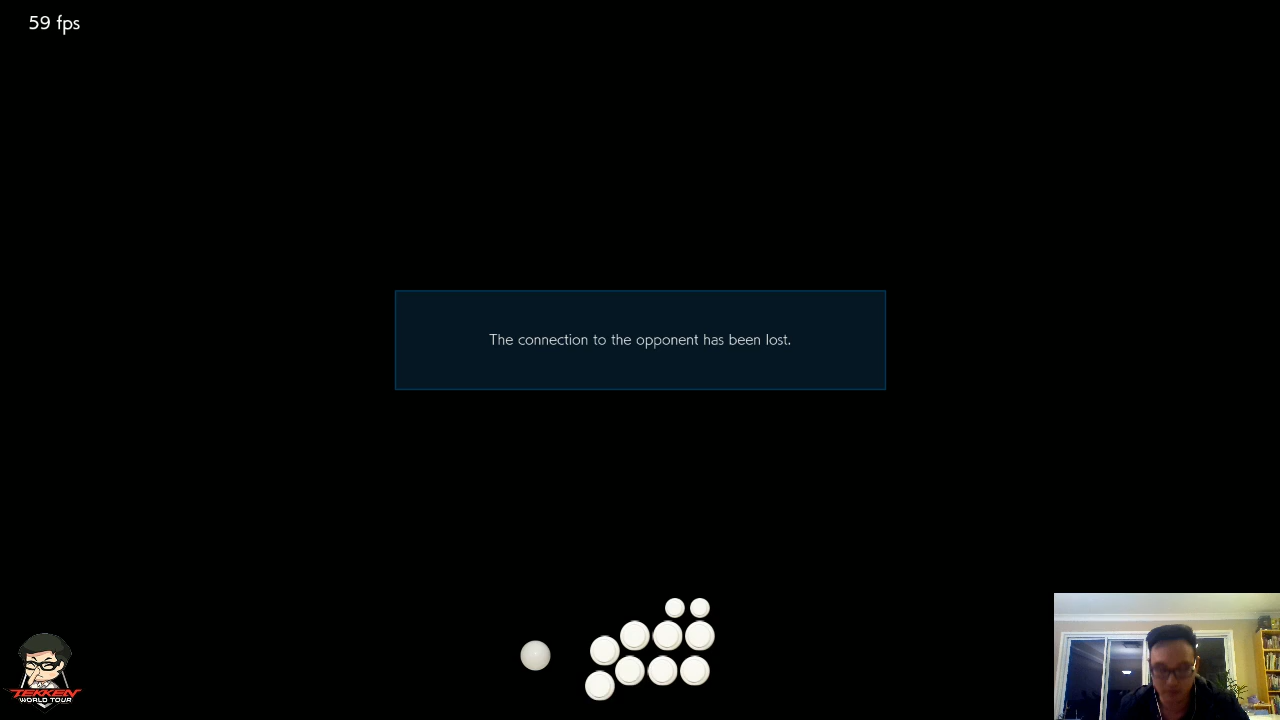 59 fps
The connection to the opponent has been lost.
TEKKEN
WORLD TOUR